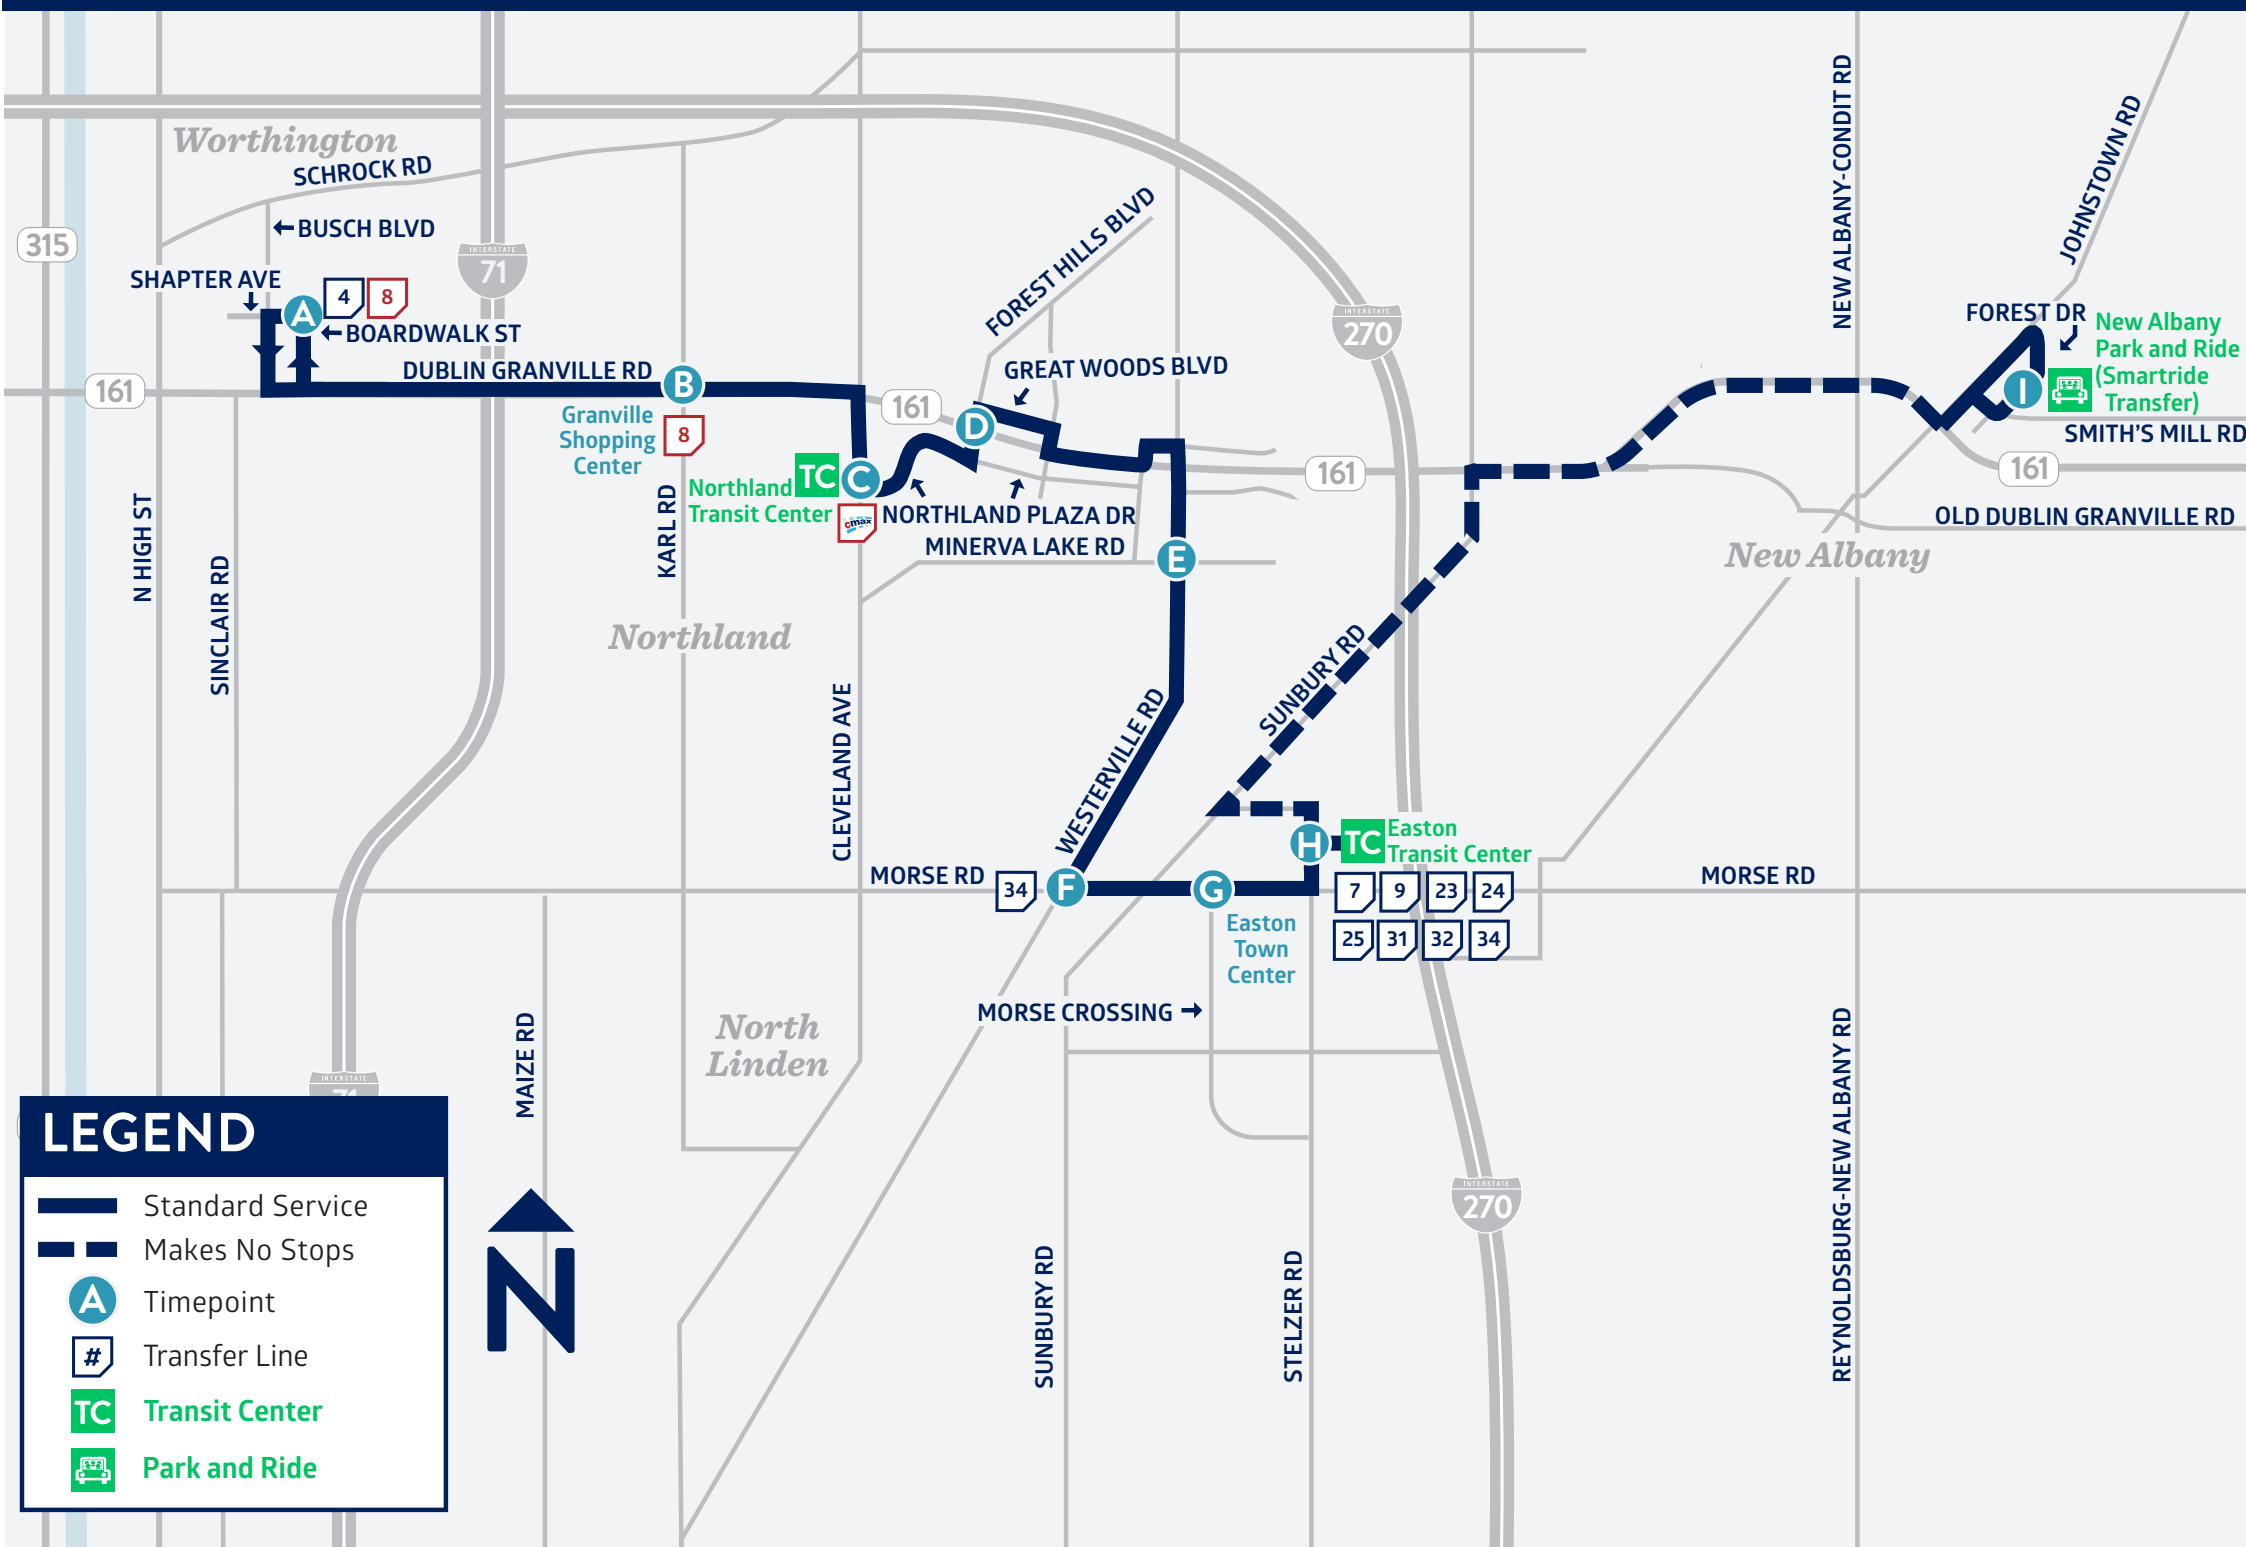 NEW ALBANY-CONDIT RD
JOHNSTOWN RD
Worthington
SCHROCK RD
BUSCH BLVD
315
INTERSTATE
71
SHAPTER AVE
4
8
A
BOARDWALK ST
FOREST HILLS BLVD
INTERSTATE
270
FOREST DR
New Albany
Park and Ride
(Smartride
Transfer)
I
SMITH'S MILL RD
161
DUBLIN GRANVILLE RD
B
Granville
Shopping
Center
8
161
GREAT WOODS BLVD
D
161
161
Northland
Transit Center
TC
C
cmax
NORTHLAND PLAZA DR
MINERVA LAKE RD
OLD DUBLIN GRANVILLE RD
New Albany
N HIGH ST
SINCLAIR RD
KARL RD
E
Northland
SUNBURY RD
CLEVELAND AVE
WESTERVILLE RD
H
TC
Easton
Transit Center
MORSE RD
34
F
G
7
9
23
24
25
31
32
34
MORSE RD
Easton
Town
Center
MORSE CROSSING
North
Linden
MAIZE RD
INTERSTATE
71
INTERSTATE
270
SUNBURY RD
STELZER RD
REYNOLDSBURG-NEW ALBANY RD
LEGEND
Standard Service
Makes No Stops
A
Timepoint
#
Transfer Line
TC
Transit Center
Park and Ride
N